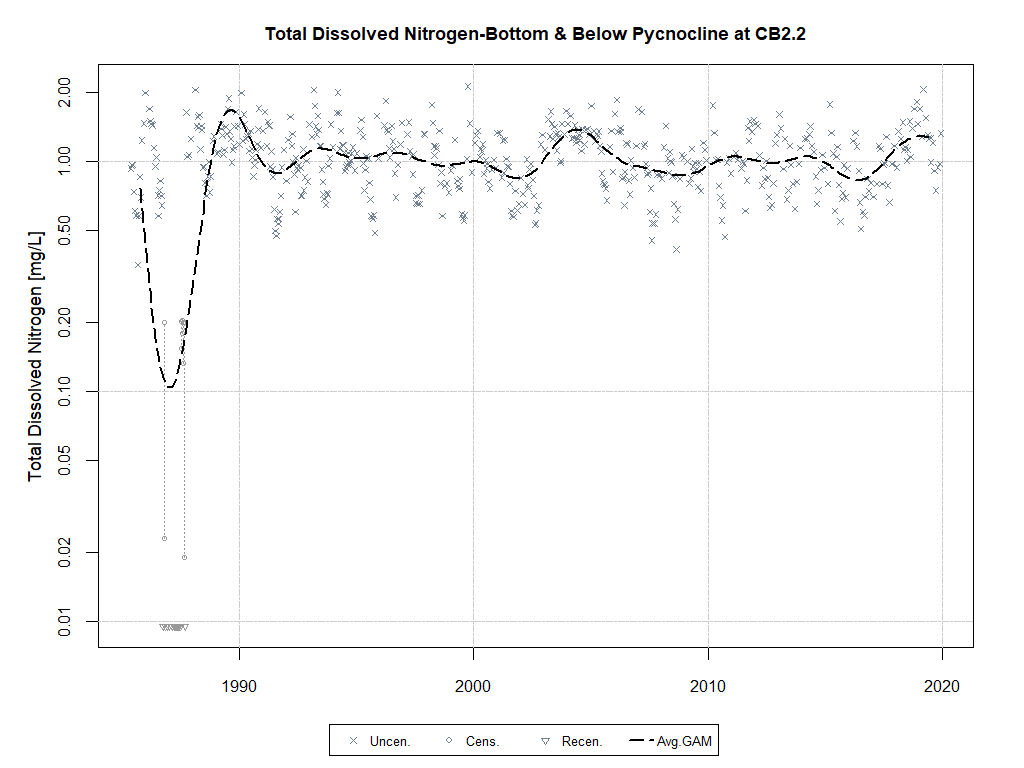 Total Dissolved Nitrogen-Bottom & Below Pycnocline at CB2.2
Total Dissolved Nitrogen [mg/L]
2.00
1.00
0.50
0.20
0.10
0.05
0.02
0.01
1990 2000 2010 2020
Uncen. Cens. Recen. Avg.GAM